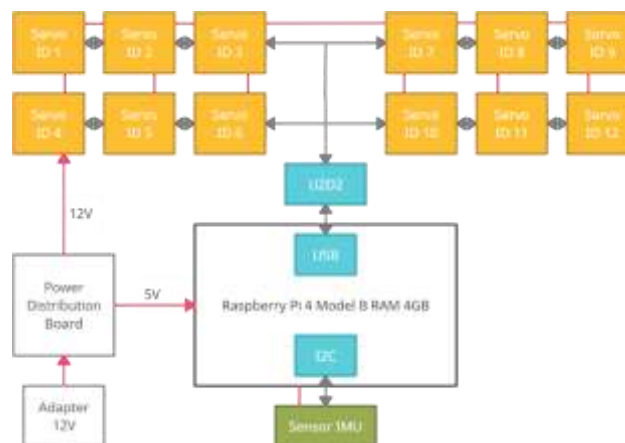 Servo
ID 1
Servo
ID 2
Servo
ID 3
Servo
ID 7
Servo
ID 8
Servo
ID 9
Servo
ID 4
Servo
ID 5
Servo
ID 6
Servo
ID 10
Servo
ID 11
Servo
ID 12
12V
U2D2
USB
Power
Distribution
Board
5V
Raspberry Pi 4 Model B RAM 4GB
I2C
Adapter
12V
Sensor IMU